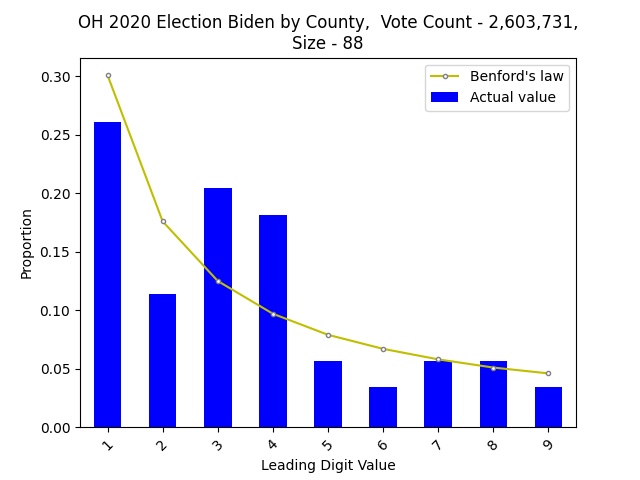 OH 2020 Election Biden by County,  Vote Count - 2,603,731,
Size - 88
Benford's law
Actual value
0.30
0.25
0.20
0.15
0.10
0.05
0.00
Proportion
1 2 3 4 5 6 7 8 9
Leading Digit Value